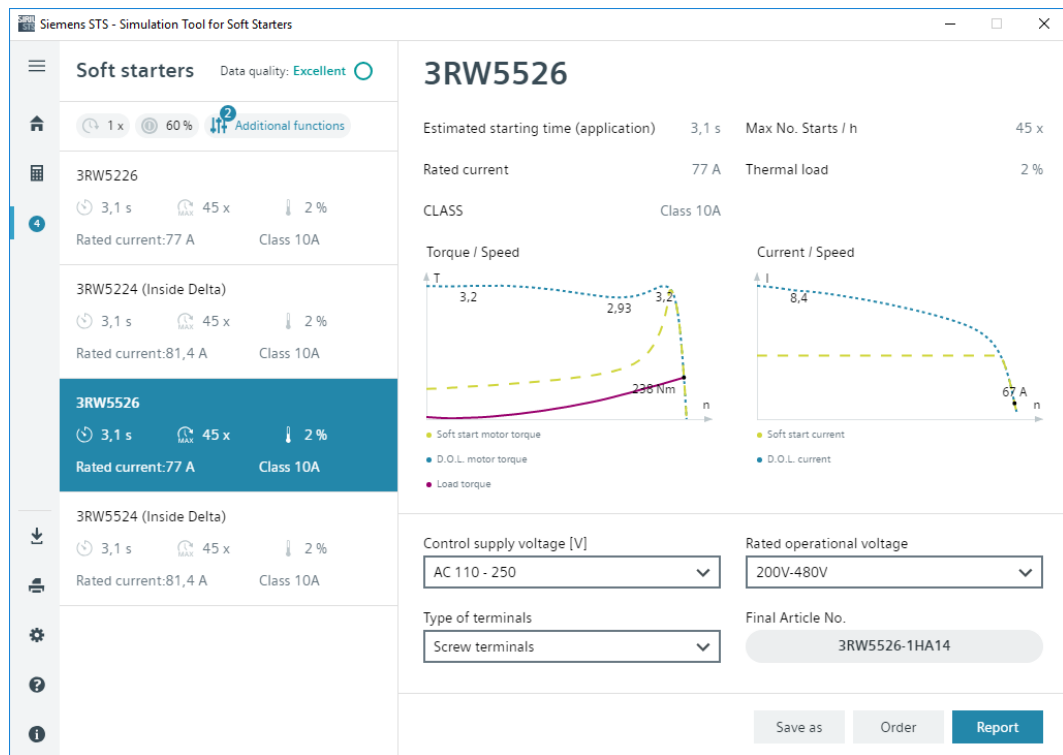 Siemens STS - Simulation Tool for Soft Starters
Soft starters
Data quality: Excellent
1 x
60 %
2
Additional functions
4
3RW5226
3,1 s
MAX
45 x
2 %
Rated current:77 A
Class 10A
3RW5224 (Inside Delta)
3,1 s
MAX
45 x
2 %
Rated current:81,4 A
Class 10A
3RW5526
3,1 s
MAX
45 x
2 %
Rated current:77 A
Class 10A
3RW5524 (Inside Delta)
3,1 s
MAX
45 x
2 %
Rated current:81,4 A
Class 10A
3RW5526
Estimated starting time (application)
3,1 s
Max No. Starts / h
45 x
Rated current
77 A
Thermal load
2 %
CLASS
Class 10A
Torque / Speed
T
3,2
2,93
3,2
238 Nm
n
Soft start motor torque
D.O.L. motor torque
Load torque
Current / Speed
I
8,4
67 A
n
Soft start current
D.O.L. current
Control supply voltage [V]
AC 110 - 250
Rated operational voltage
200V-480V
Type of terminals
Screw terminals
Final Article No.
3RW5526-1HA14
Save as
Order
Report